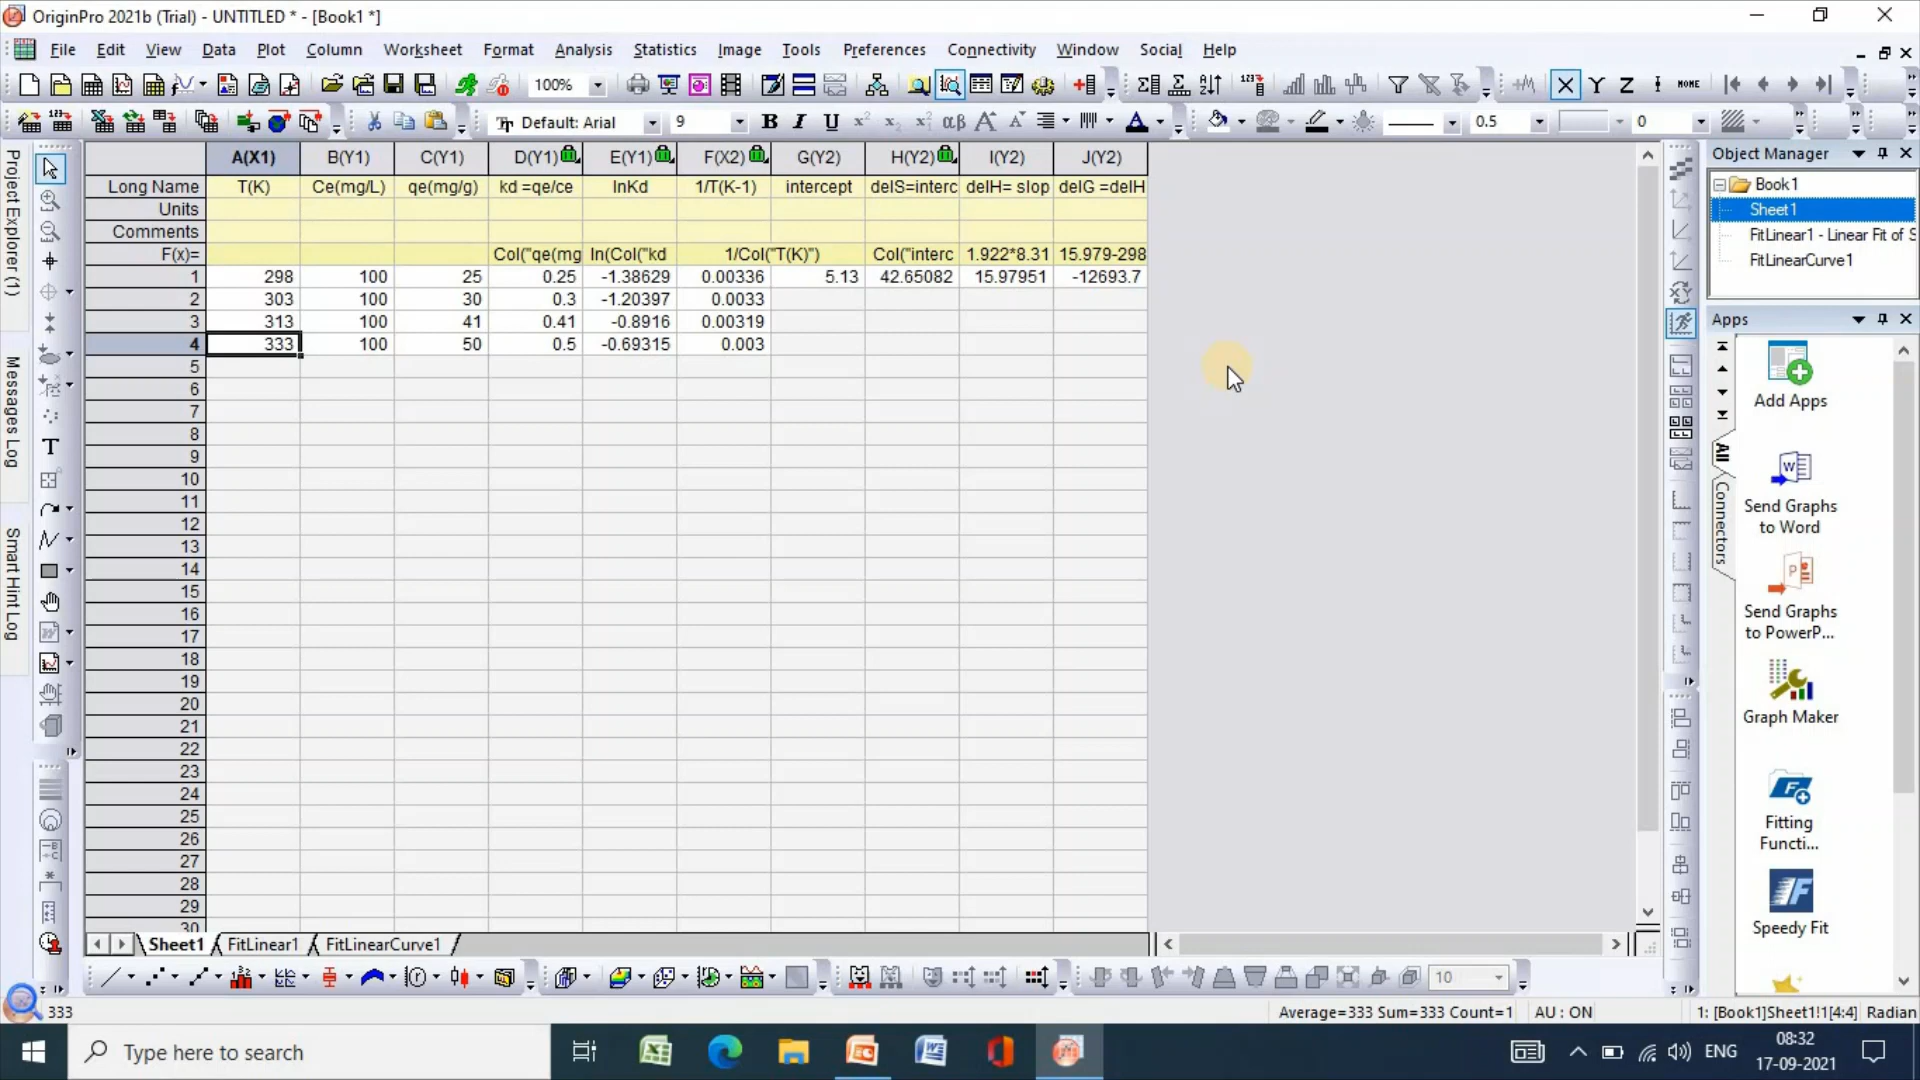 OriginPro 2021b (Trial) - UNTITLED * - [Book1 *]
File Edit View Data Plot Column Worksheet Format Analysis Statistics Image Tools Preferences Connectivity Window Social Help
100% X Y Z HOME
Default: Arial 9 B I U αβ A A 0.5 0
Project Explorer (1)
Messages Log
Smart Hint Log
A(X1) B(Y1) C(Y1) D(Y1) E(Y1) F(X2) G(Y2) H(Y2) I(Y2) J(Y2)
Long Name T(K) Ce(mg/L) qe(mg/g) kd =qe/ce lnKd 1/T(K-1) intercept delS=interc delH= slop delG =delH
Units
Comments
F(x)= Col("qe(mg ln(Col("kd 1/Col("T(K)") Col("interc 1.922*8.31 15.979-298
1 298 100 25 0.25 -1.38629 0.00336 5.13 42.65082 15.97951 -12693.7
2 303 100 30 0.3 -1.20397 0.0033
3 313 100 41 0.41 -0.8916 0.00319
4 333 100 50 0.5 -0.69315 0.003
5
6
7
8
9
10
11
12
13
14
15
16
17
18
19
20
21
22
23
24
25
26
27
28
29
30
Sheet1 FitLinear1 FitLinearCurve1
Object Manager
Book1
Sheet1
FitLinear1 - Linear Fit of S
FitLinearCurve1
Apps
All
Connectors
Add Apps
Send Graphs
to Word
Send Graphs
to PowerP...
Graph Maker
Fitting
Functi...
Speedy Fit
10
333 Average=333 Sum=333 Count=1 AU : ON 1: [Book1]Sheet1!1[4:4] Radian
Type here to search
ENG
08:32
17-09-2021